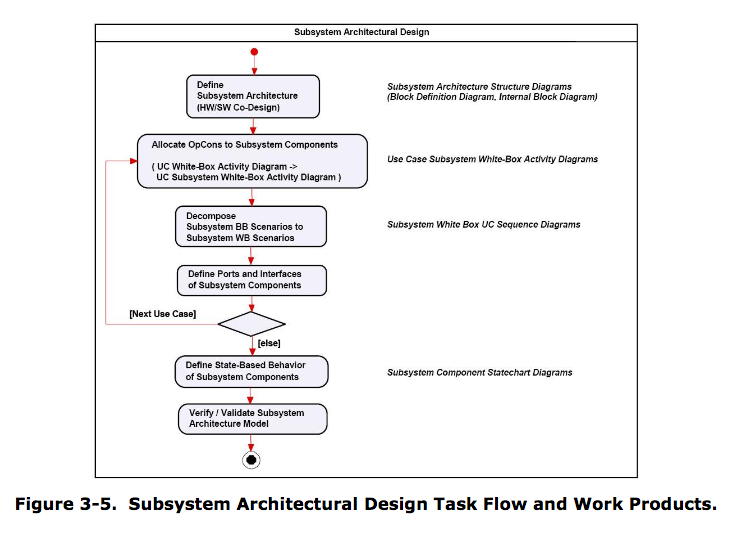 Subsystem Architectural Design
Define
Subsystem Architecture
(HW/SW Co-Design)
Subsystem Architecture Structure Diagrams
(Block Definition Diagram, Internal Block Diagram)
Allocate OpCons to Subsystem Components
( UC White-Box Activity Diagram ->
UC Subsystem White-Box Activity Diagram )
Use Case Subsystem White-Box Activity Diagrams
Decompose
Subsystem BB Scenarios to
Subsystem WB Scenarios
Subsystem White Box UC Sequence Diagrams
Define Ports and Interfaces
of Subsystem Components
[Next Use Case]
[else]
Define State-Based Behavior
of Subsystem Components
Subsystem Component Statechart Diagrams
Verify / Validate Subsystem
Architecture Model
Figure 3-5. Subsystem Architectural Design Task Flow and Work Products.